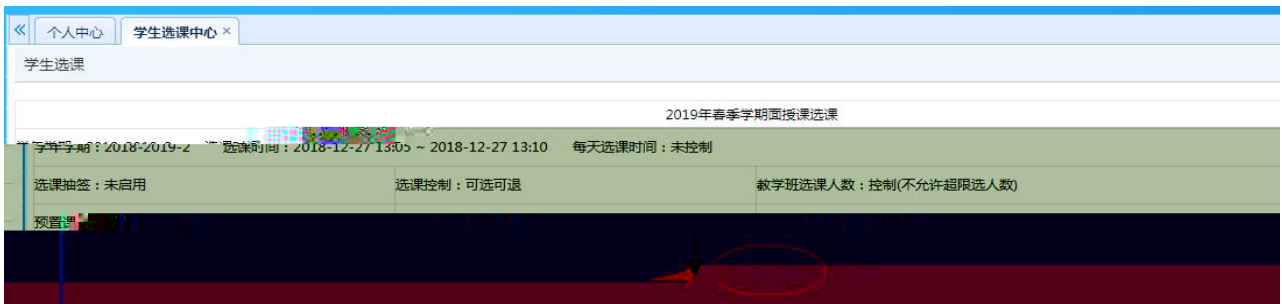 个人中心 学生选课中心 ×
学生选课
2019年春季学期面授课选课
学年学期：2018-2019-2 选课时间：2018-12-27 13:05 ~ 2018-12-27 13:10 每天选课时间：未控制
选课抽签：未启用 选课控制：可选可退 教学班选课人数：控制(不允许超限选人数)
预置课